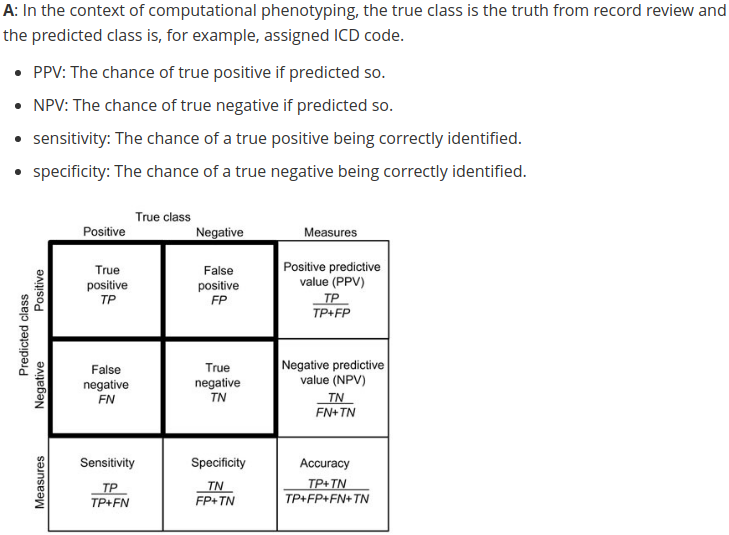 A: In the context of computational phenotyping, the true class is the truth from record review and
the predicted class is, for example, assigned ICD code.
• PPV: The chance of true positive if predicted so.
• NPV: The chance of true negative if predicted so.
• sensitivity: The chance of a true positive being correctly identified.
• specificity: The chance of a true negative being correctly identified.
True class
Positive Negative Measures
Predicted class
Positive
True
positive
TP
False
positive
FP
Positive predictive
value (PPV)
TP
TP+FP
Negative
False
negative
FN
True
negative
TN
Negative predictive
value (NPV)
TN
FN+TN
Measures
Sensitivity
TP
TP+FN
Specificity
TN
FP+TN
Accuracy
TP+TN
TP+FP+FN+TN